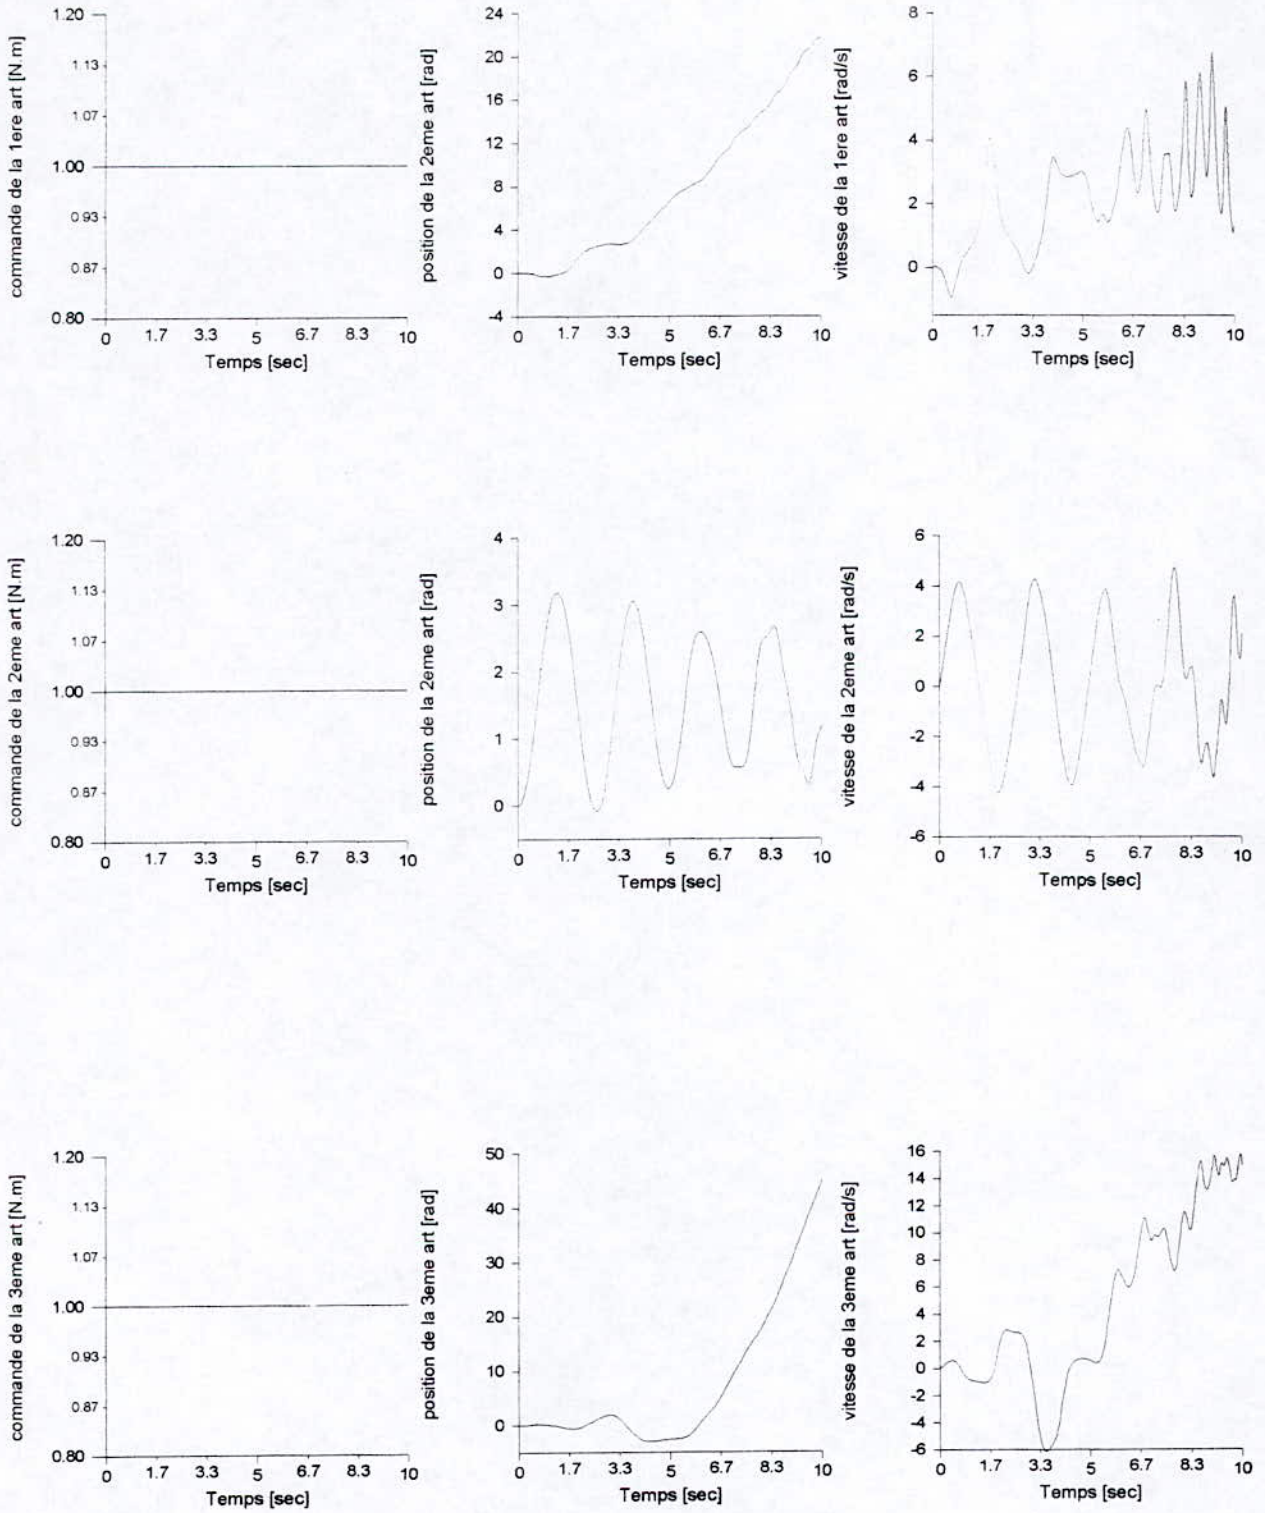 commande de la 1ere art [N.m]
1.20
1.13
1.07
1.00
0.93
0.87
0.80
0 1.7 3.3 5 6.7 8.3 10
Temps [sec]
position de la 2eme art [rad]
24
20
16
12
8
4
0
-4
0 1.7 3.3 5 6.7 8.3 10
Temps [sec]
vitesse de la 1ere art [rad/s]
8
6
4
2
0
0 1.7 3.3 5 6.7 8.3 10
Temps [sec]
commande de la 2eme art [N.m]
1.20
1.13
1.07
1.00
0.93
0.87
0.80
0 1.7 3.3 5 6.7 8.3 10
Temps [sec]
position de la 2eme art [rad]
4
3
2
1
0
0 1.7 3.3 5 6.7 8.3 10
Temps [sec]
vitesse de la 2eme art [rad/s]
6
4
2
0
-2
-4
-6
0 1.7 3.3 5 6.7 8.3 10
Temps [sec]
commande de la 3eme art [N.m]
1.20
1.13
1.07
1.00
0.93
0.87
0.80
0 1.7 3.3 5 6.7 8.3 10
Temps [sec]
position de la 3eme art [rad]
50
40
30
20
10
0
0 1.7 3.3 5 6.7 8.3 10
Temps [sec]
vitesse de la 3eme art [rad/s]
16
14
12
10
8
6
4
2
0
-2
-4
-6
0 1.7 3.3 5 6.7 8.3 10
Temps [sec]